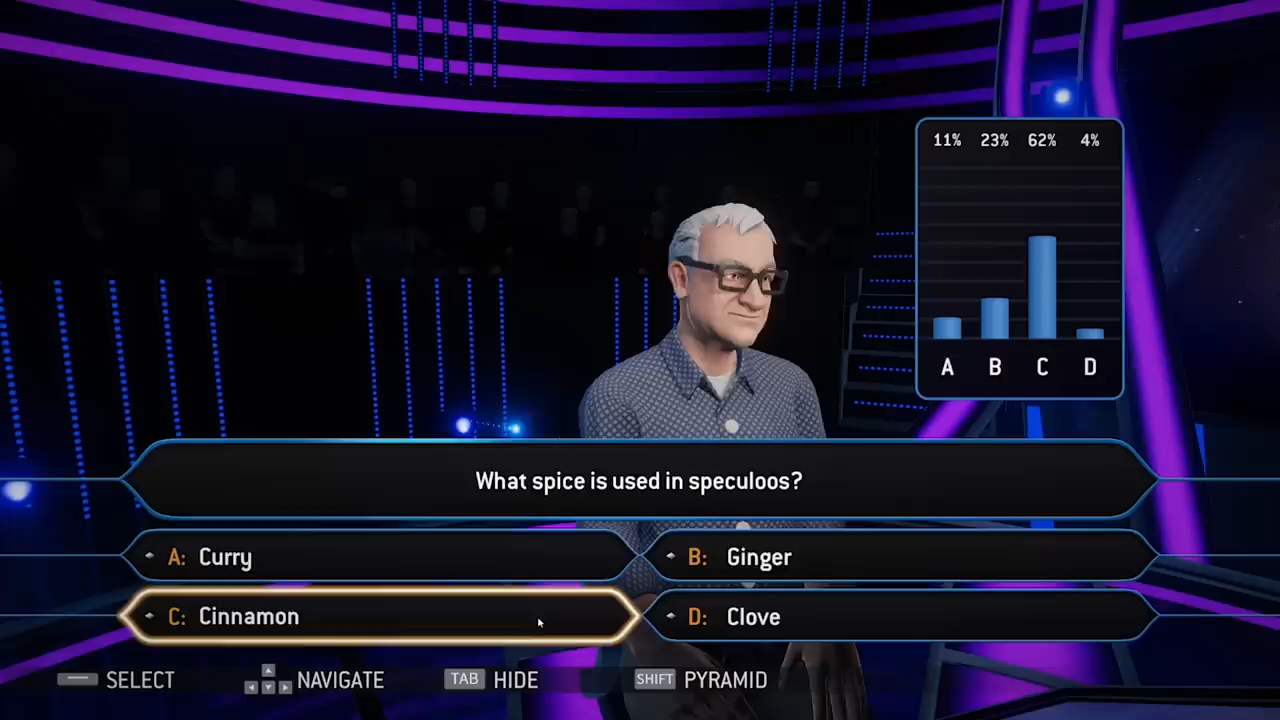 11% 23% 62% 4%
A B C D
What spice is used in speculoos?
A: Curry
B: Ginger
C: Cinnamon
D: Clove
SELECT NAVIGATE TAB HIDE SHIFT PYRAMID